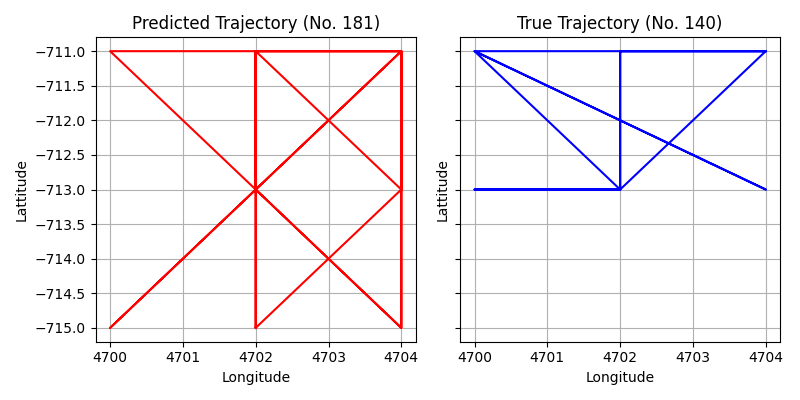 Predicted Trajectory (No. 181)
True Trajectory (No. 140)
−711.0
−711.5
−712.0
−712.5
−713.0
−713.5
−714.0
−714.5
−715.0
Lattitude
Lattitude
4700 4701 4702 4703 4704
4700 4701 4702 4703 4704
Longitude
Longitude